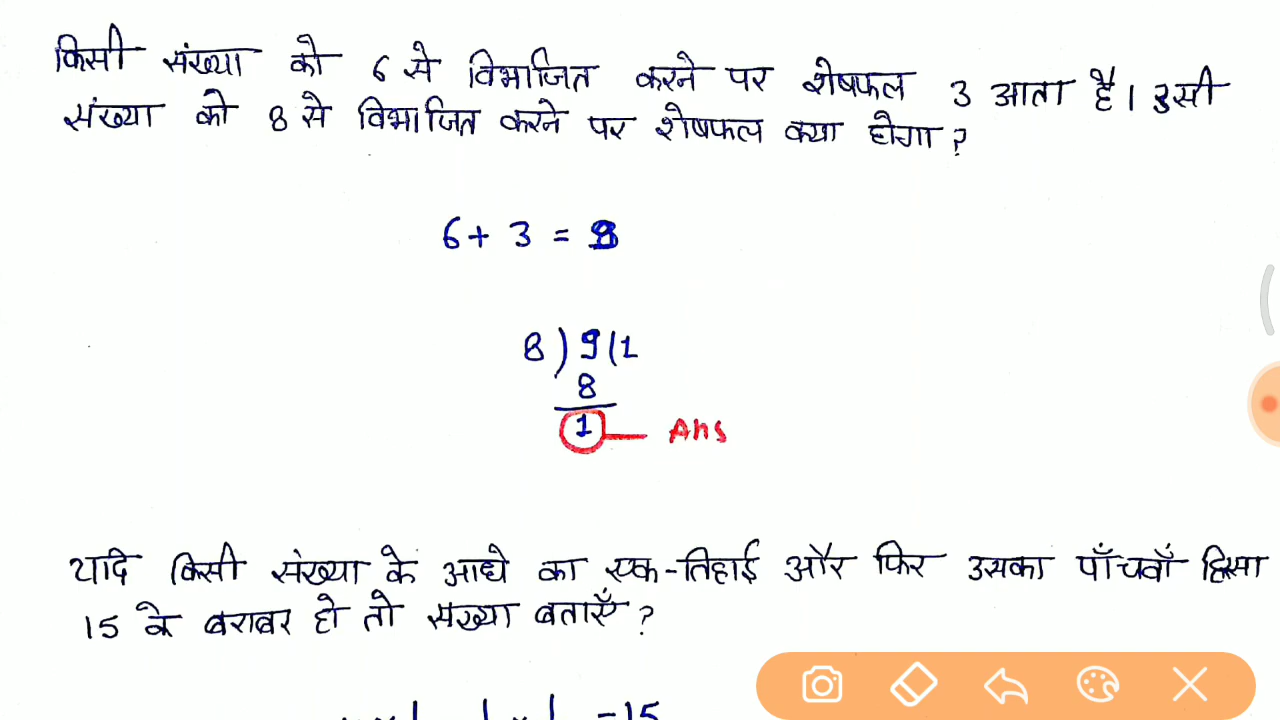 किसी संख्या को 6 से विभाजित करने पर शेषफल 3 आता है। उसी
संख्या को 8 से विभाजित करने पर शेषफल क्या होगा?
6 + 3 = 9
8 ) 9 ( 1
8
1 — Ans
यदि किसी संख्या के आधे का एक-तिहाई और फिर उसका पाँचवाँ हिस्सा
15 के बराबर हो तो संख्या बताएँ?
= 15